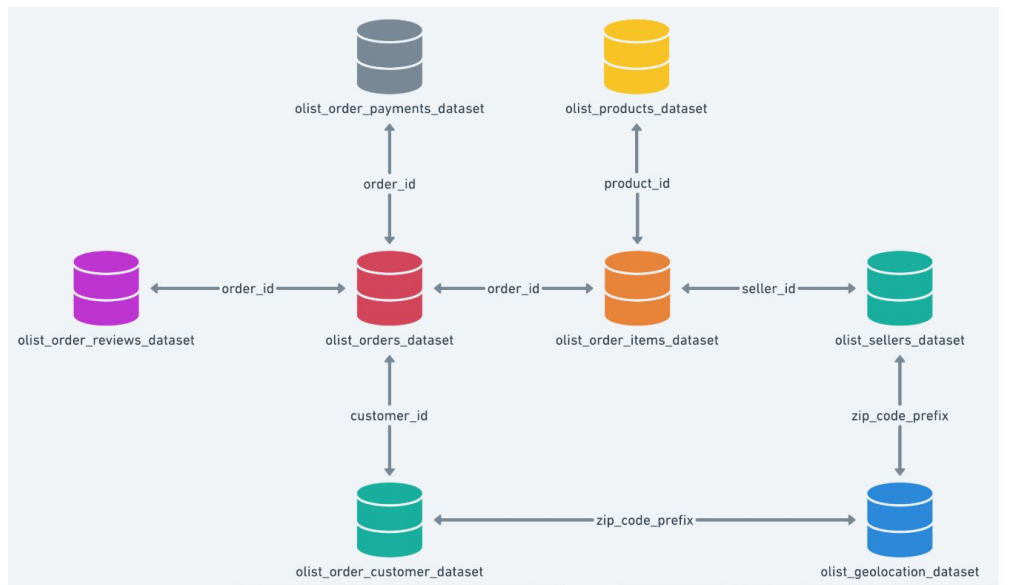 olist_order_payments_dataset
olist_products_dataset
order_id
product_id
order_id
order_id
seller_id
olist_order_reviews_dataset
olist_orders_dataset
olist_order_items_dataset
olist_sellers_dataset
customer_id
zip_code_prefix
zip_code_prefix
olist_order_customer_dataset
olist_geolocation_dataset